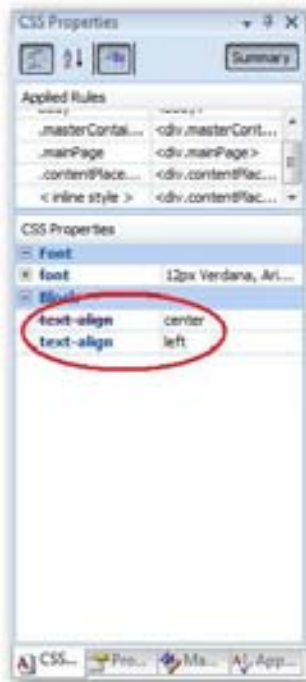 CSS Properties
Summary
Applied Rules
.masterContai... <div.masterCont...
.mainPage <div.mainPage>
.contentPlace... <div.contentPlac...
< inline style > <div.contentPlac...
CSS Properties
Font
font 12px Verdana, Ari...
Block
text-align center
text-align left
CSS... Pro... Ma... App...